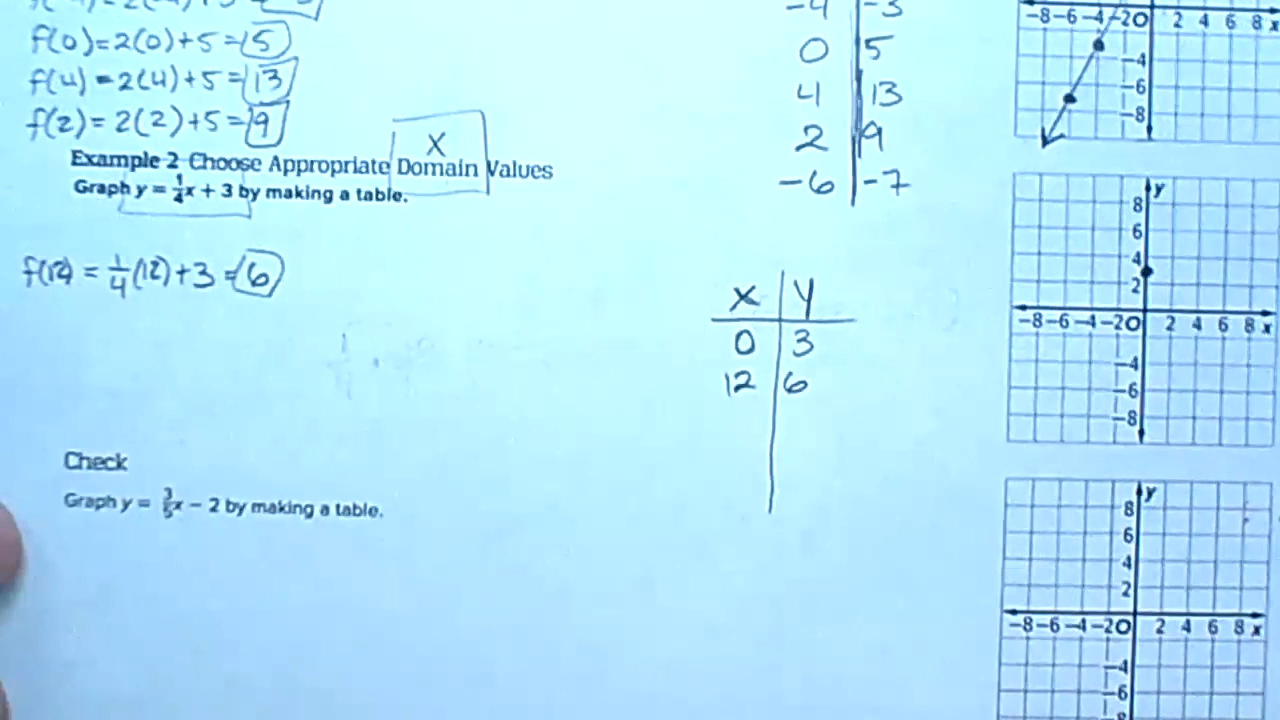 -4 | -3
f(0) = 2(0) + 5 = 5
0 | 5
f(4) = 2(4) + 5 = 13
4 | 13
f(2) = 2(2) + 5 = 9
2 | 9
-6 | -7
-8 -6 -4 -2 0 2 4 6 8 x
-4
-6
-8
X
Example 2 Choose Appropriate Domain Values
Graph y = 1/4x + 3 by making a table.
f(12) = 1/4(12) + 3 = 6
X | Y
0 | 3
12 | 6
y
8
6
4
2
-8 -6 -4 -2 0 2 4 6 8 x
-4
-6
-8
Check
Graph y = 3/5x - 2 by making a table.
y
8
6
4
2
-8 -6 -4 -2 0 2 4 6 8 x
-4
-6
-8